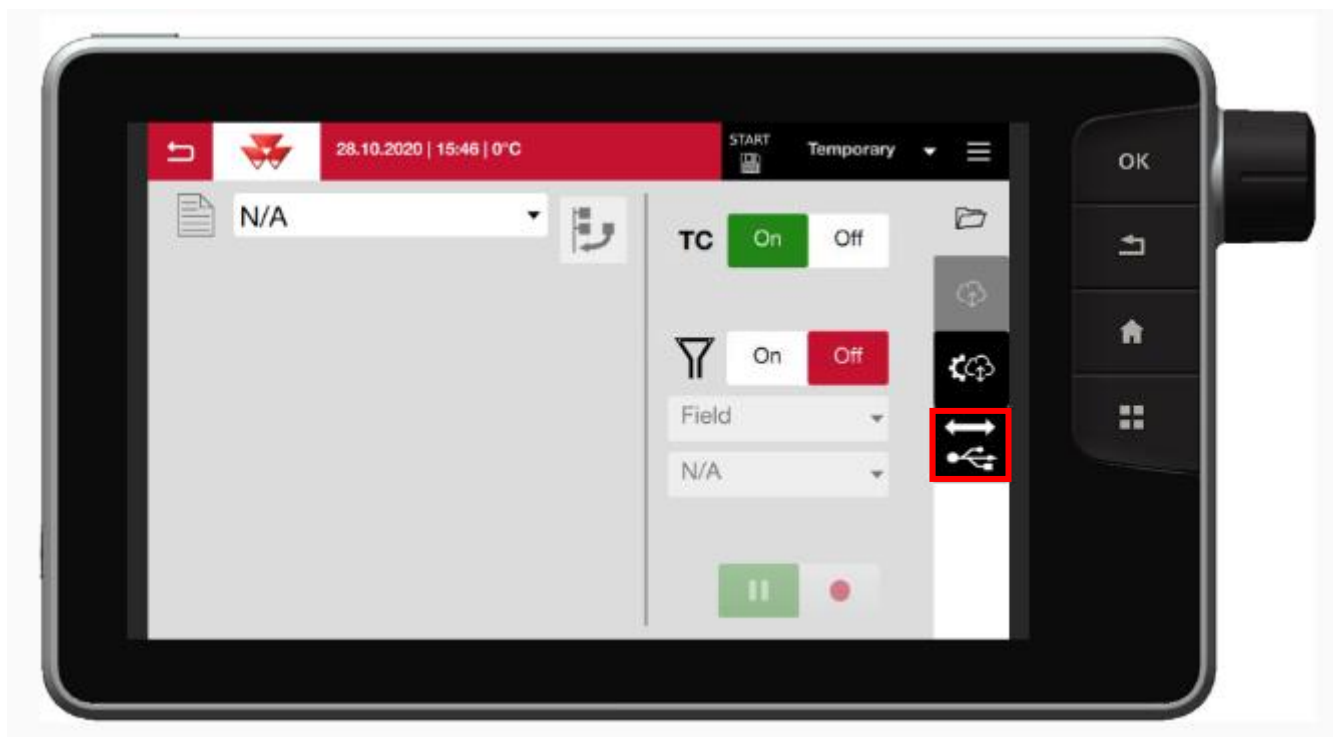 28.10.2020 | 15:46 | 0°C
START
Temporary
OK
N/A
TC On Off
On Off
Field
N/A